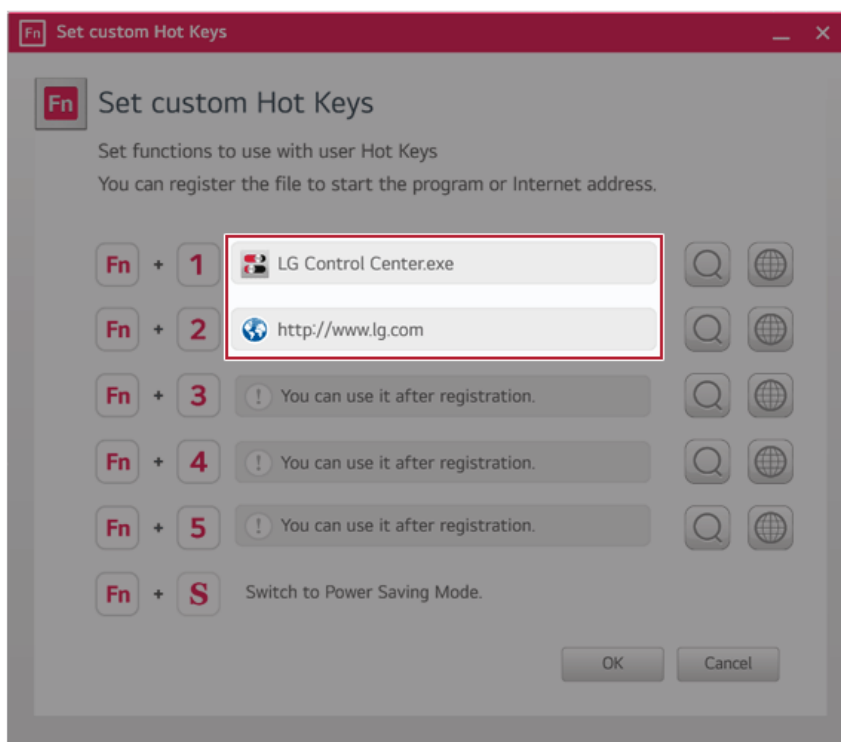 Fn Set custom Hot Keys
Fn Set custom Hot Keys
Set functions to use with user Hot Keys
You can register the file to start the program or Internet address.
Fn + 1 LG Control Center.exe
Fn + 2 http://www.lg.com
Fn + 3 ! You can use it after registration.
Fn + 4 ! You can use it after registration.
Fn + 5 ! You can use it after registration.
Fn + S Switch to Power Saving Mode.
OK Cancel